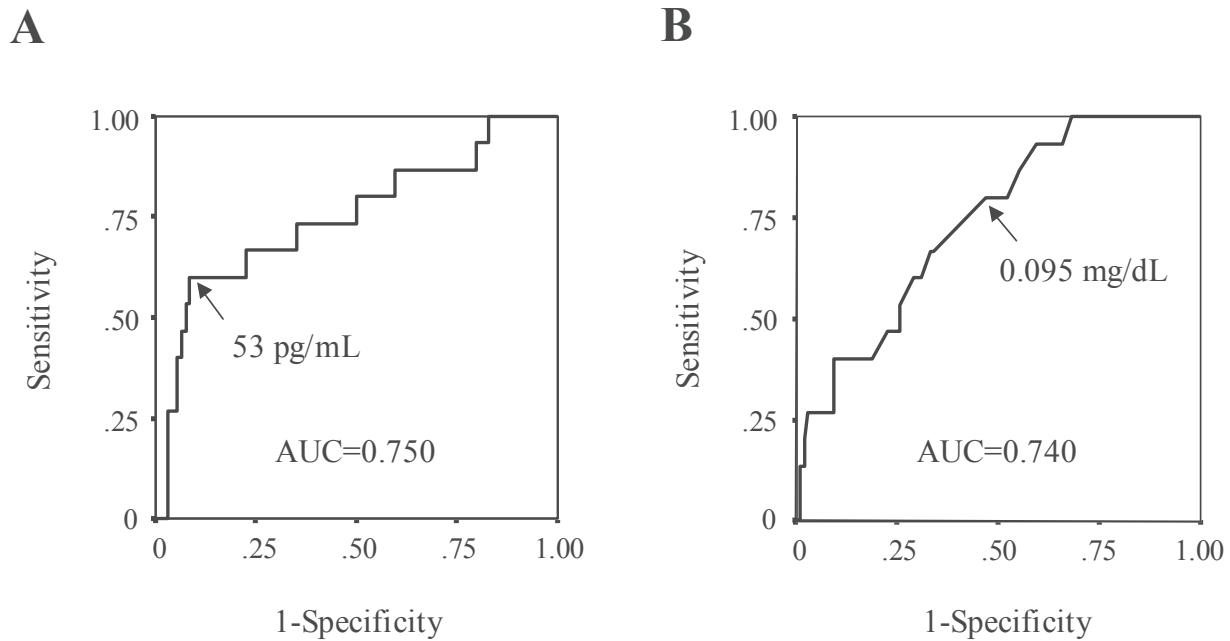 A
1.00
.75
.50
.25
0
Sensitivity
53 pg/mL
AUC=0.750
0
.25
.50
.75
1.00
1-Specificity
B
1.00
.75
.50
.25
0
Sensitivity
0.095 mg/dL
AUC=0.740
0
.25
.50
.75
1.00
1-Specificity